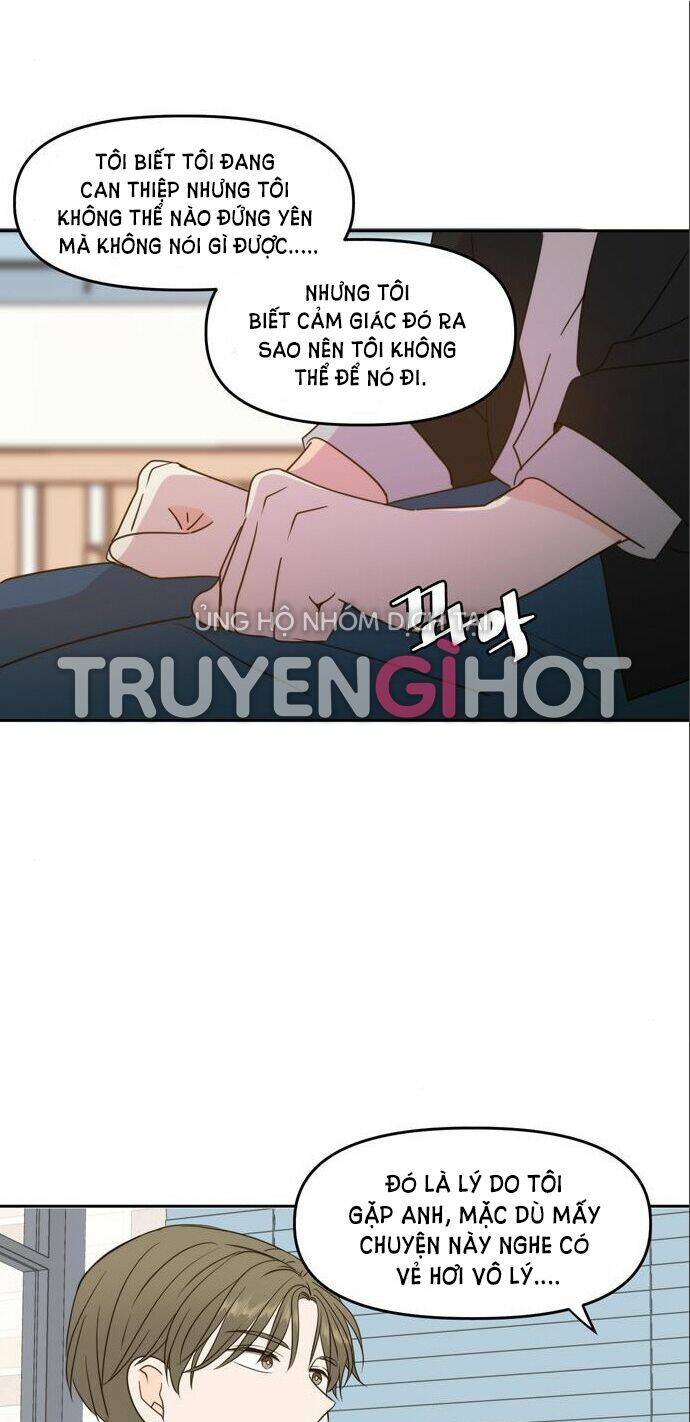 TÔI BIẾT TÔI ĐANG
CAN THIỆP NHƯNG TÔI
KHÔNG THỂ NÀO ĐỨNG YÊN
MÀ KHÔNG NÓI GÌ ĐƯỢC.....
NHƯNG TÔI
BIẾT CẢM GIÁC ĐÓ RA
SAO NÊN TÔI KHÔNG
THỂ ĐỂ NÓ ĐI.
꾸악
ỦNG HỘ NHÓM DỊCH TẠI
TRUYENGIHOT
ĐÓ LÀ LÝ DO TÔI
GẶP ANH, MẶC DÙ MẤY
CHUYỆN NÀY NGHE CÓ
VẺ HƠI VÔ LÝ....